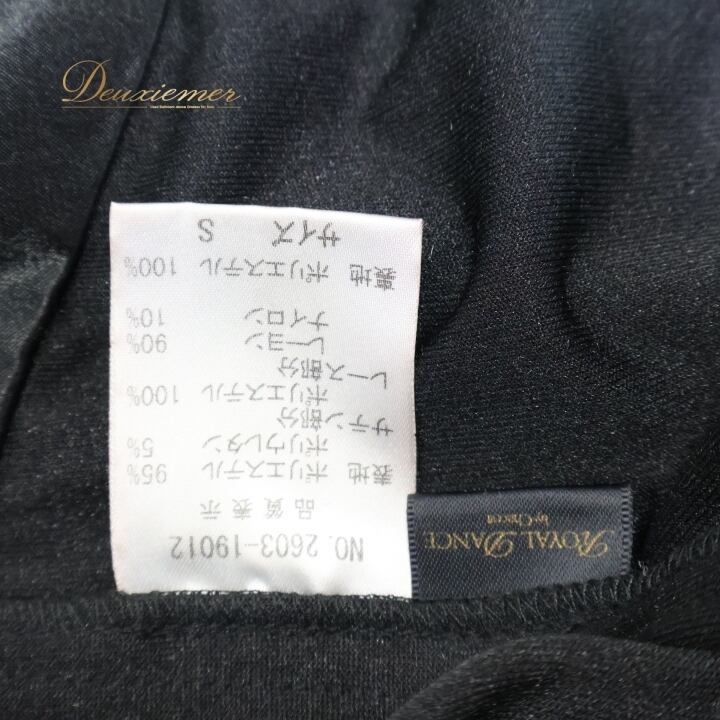 Deuxiemer
NO. 2603-19012
品質表示
表地 ポリエステル 95%
ポリウレタン 5%
サテン部分
ポリエステル 100%
レース部分
レーヨン 90%
ナイロン 10%
裏地 ポリエステル 100%
サイズ S
ROYAL DANCE
by Chacott